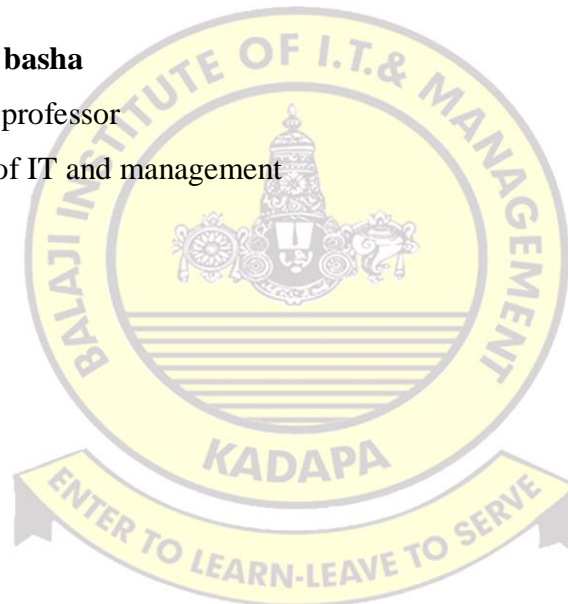 basha
professor
of IT and management
BALAJI INSTITUTE OF I.T.& MANAGEMENT
KADAPA
ENTER TO LEARN-LEAVE TO SERVE